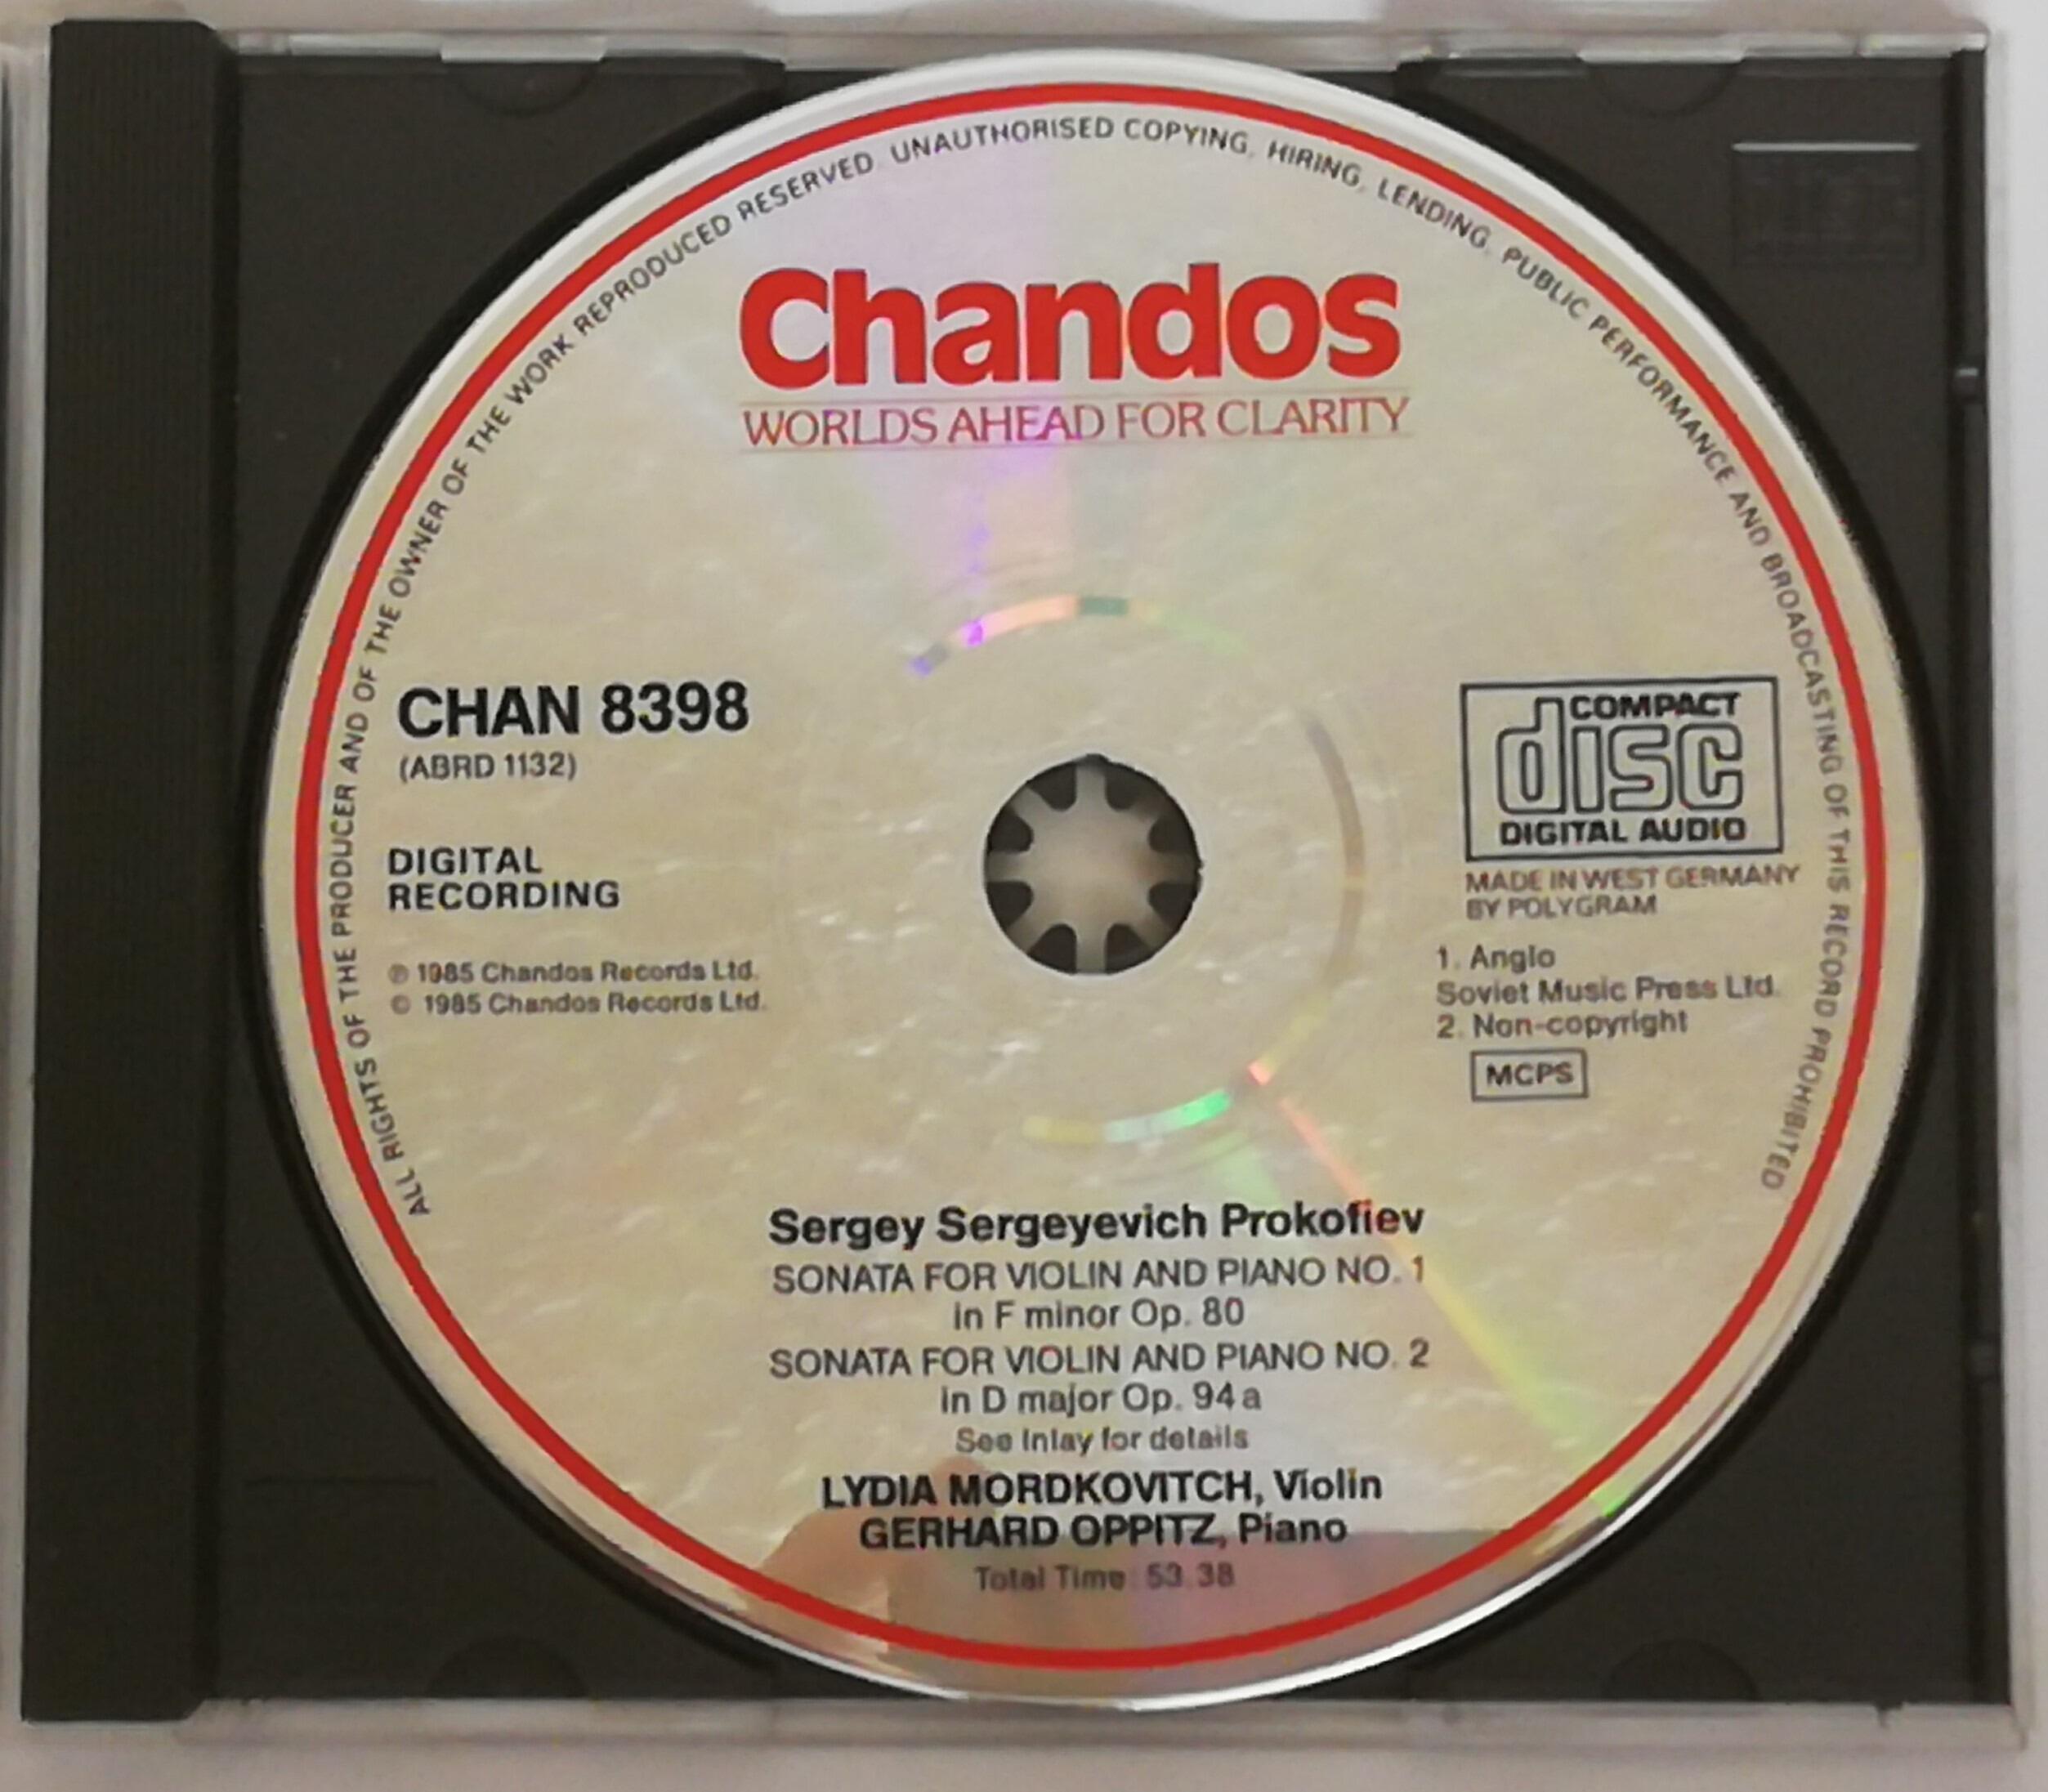 ALL RIGHTS OF THE PRODUCER AND OF THE OWNER OF THE WORK REPRODUCED RESERVED. UNAUTHORISED COPYING, HIRING, LENDING, PUBLIC PERFORMANCE AND BROADCASTING OF THIS RECORD PROHIBITED
Chandos
WORLDS AHEAD FOR CLARITY
CHAN 8398
(ABRD 1132)
DIGITAL
RECORDING
℗ 1985 Chandos Records Ltd.
© 1985 Chandos Records Ltd.
COMPACT
disc
DIGITAL AUDIO
MADE IN WEST GERMANY
BY POLYGRAM
1. Anglo
Soviet Music Press Ltd.
2. Non-copyright
MCPS
Sergey Sergeyevich Prokofiev
SONATA FOR VIOLIN AND PIANO NO. 1
in F minor Op. 80
SONATA FOR VIOLIN AND PIANO NO. 2
in D major Op. 94a
See Inlay for details
LYDIA MORDKOVITCH, Violin
GERHARD OPPITZ, Piano
Total Time: 53.38